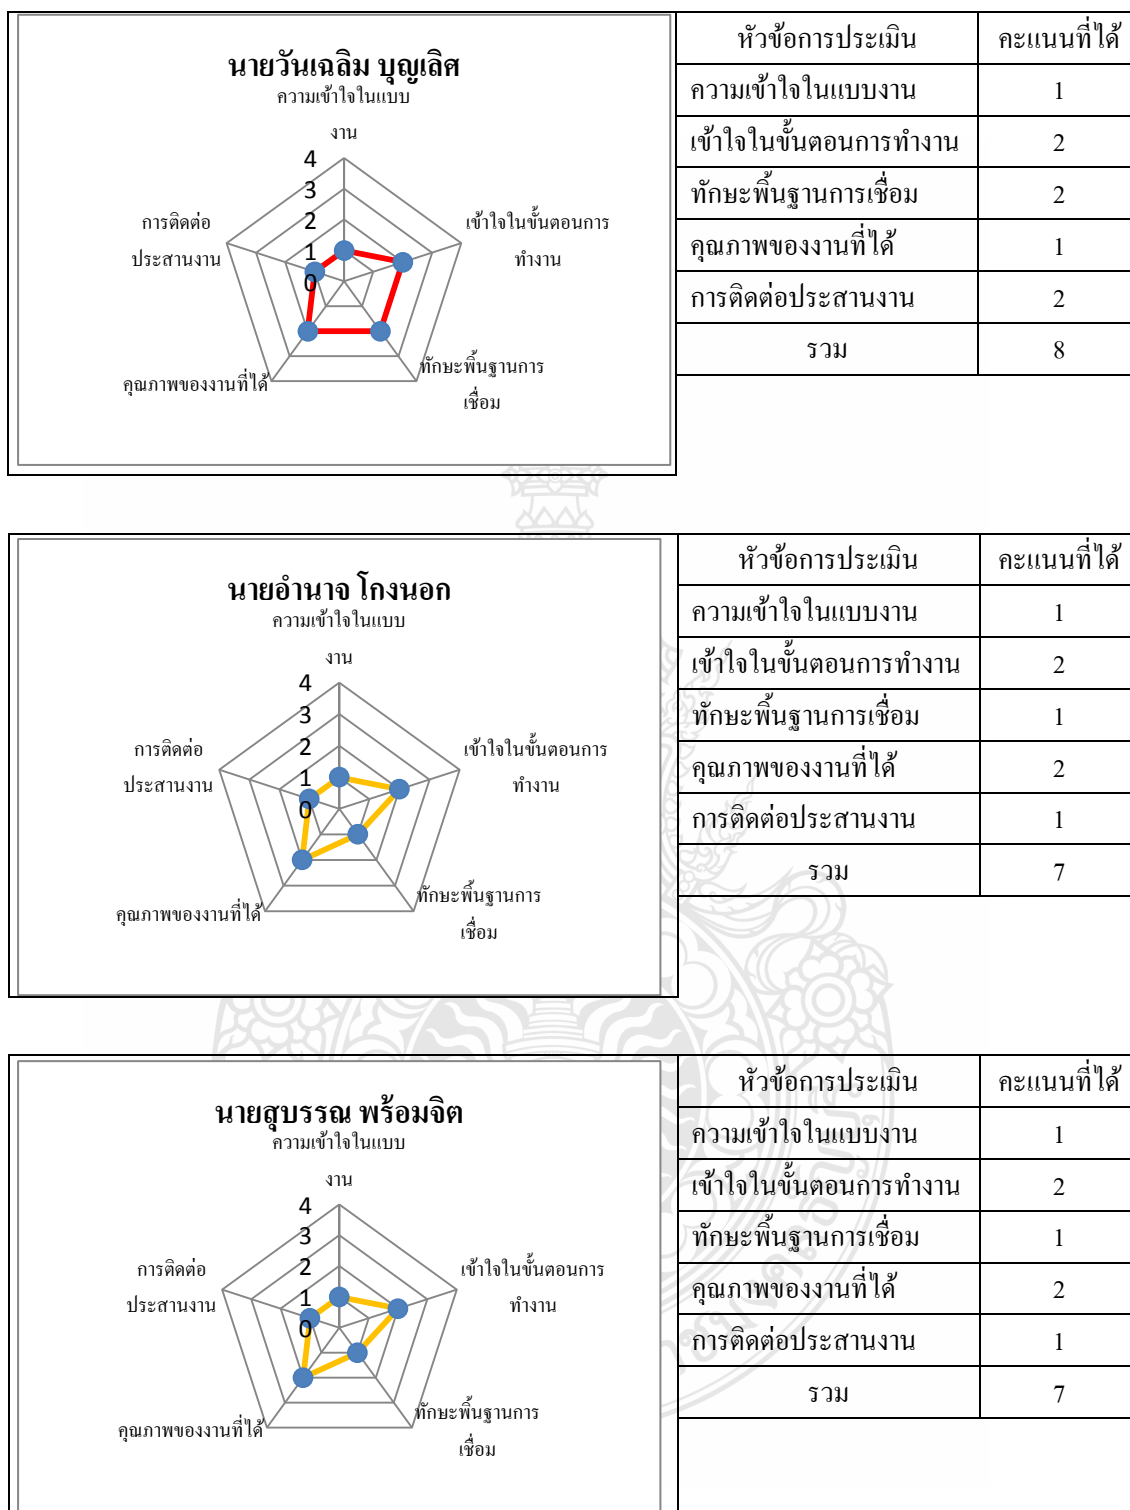 นายวันเฉลิม บุญเลิศ
ความเข้าใจในแบบ
งาน
4
3
2
1
0
เข้าใจในขั้นตอนการ
ทำงาน
ทักษะพื้นฐานการ
เชื่อม
คุณภาพของงานที่ได้
การติดต่อ
ประสานงาน
หัวข้อการประเมิน คะแนนที่ได้
ความเข้าใจในแบบงาน 1
เข้าใจในขั้นตอนการทำงาน 2
ทักษะพื้นฐานการเชื่อม 2
คุณภาพของงานที่ได้ 1
การติดต่อประสานงาน 2
รวม 8
นายอำนาจ โกงนอก
ความเข้าใจในแบบ
งาน
4
3
2
1
0
เข้าใจในขั้นตอนการ
ทำงาน
ทักษะพื้นฐานการ
เชื่อม
คุณภาพของงานที่ได้
การติดต่อ
ประสานงาน
หัวข้อการประเมิน คะแนนที่ได้
ความเข้าใจในแบบงาน 1
เข้าใจในขั้นตอนการทำงาน 2
ทักษะพื้นฐานการเชื่อม 1
คุณภาพของงานที่ได้ 2
การติดต่อประสานงาน 1
รวม 7
นายสุบรรณ พร้อมจิต
ความเข้าใจในแบบ
งาน
4
3
2
1
0
เข้าใจในขั้นตอนการ
ทำงาน
ทักษะพื้นฐานการ
เชื่อม
คุณภาพของงานที่ได้
การติดต่อ
ประสานงาน
หัวข้อการประเมิน คะแนนที่ได้
ความเข้าใจในแบบงาน 1
เข้าใจในขั้นตอนการทำงาน 2
ทักษะพื้นฐานการเชื่อม 1
คุณภาพของงานที่ได้ 2
การติดต่อประสานงาน 1
รวม 7